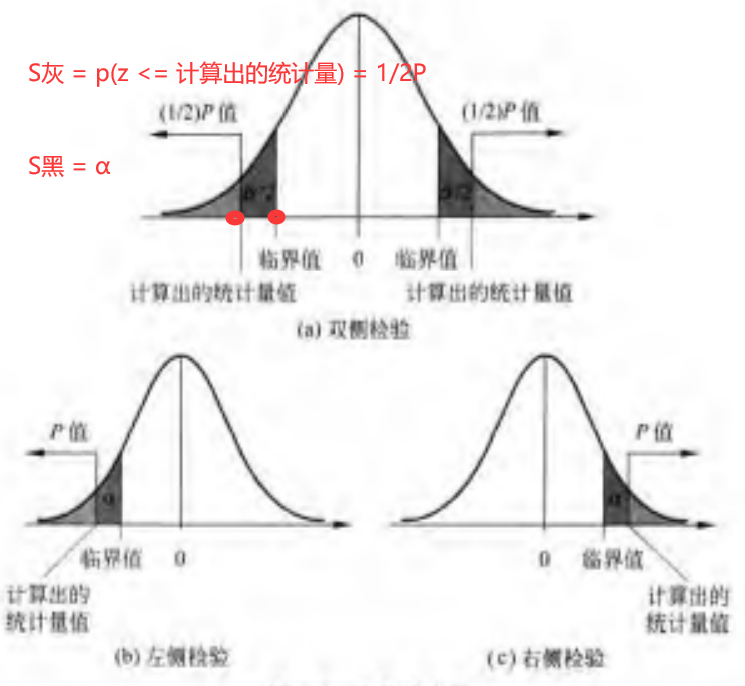 S灰 = p(z <= 计算出的统计量) = 1/2P
(1/2)P 值
(1/2)P 值
S黑 = α
α/2
α/2
临界值 0 临界值
计算出的统计量值 计算出的统计量值
(a) 双侧检验
P 值
P 值
α
α
临界值 0
0 临界值
计算出的
统计量值
计算出的
统计量值
(b) 左侧检验
(c) 右侧检验